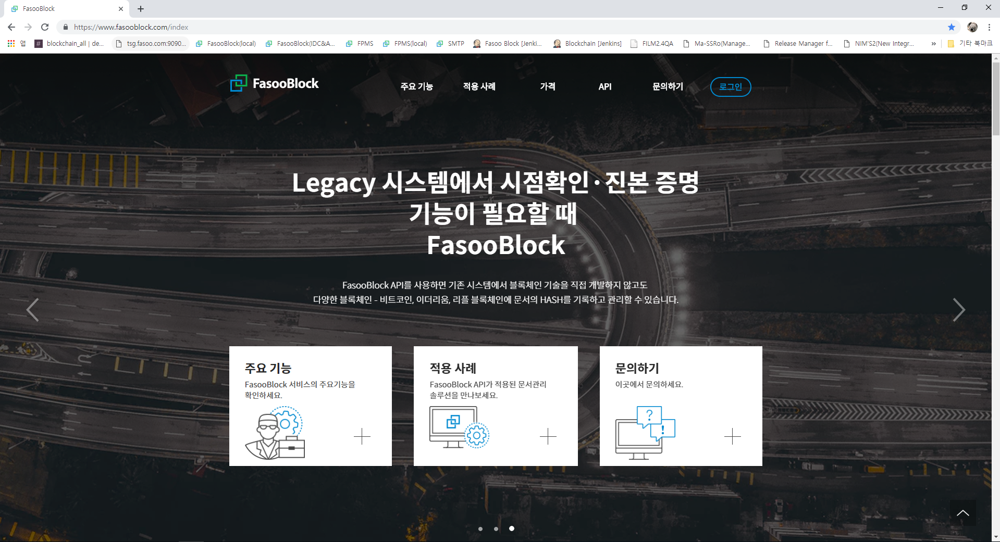 FasooBlock
https://www.fasooblock.com/index
앱
blockchain_all | de...
tsg.fasoo.com:9090...
FasooBlock(local)
FasooBlock(IDC&A...
FPMS
FPMS(local)
SMTP
Fasoo Block [Jenki...
Blockchain [Jenkins]
FILM2.4QA
Ma-SSRo(Manage...
Release Manager f...
NIM'S2(New Integr...
»
기타 북마크
FasooBlock
주요 기능
적용 사례
가격
API
문의하기
로그인
Legacy 시스템에서 시점확인·진본 증명
기능이 필요할 때
FasooBlock
FasooBlock API를 사용하면 기존 시스템에서 블록체인 기술을 직접 개발하지 않고도
다양한 블록체인 - 비트코인, 이더리움, 리플 블록체인에 문서의 HASH를 기록하고 관리할 수 있습니다.
주요 기능
FasooBlock 서비스의 주요기능을
확인하세요.
적용 사례
FasooBlock API가 적용된 문서관리
솔루션을 만나보세요.
문의하기
이곳에서 문의하세요.
?
!